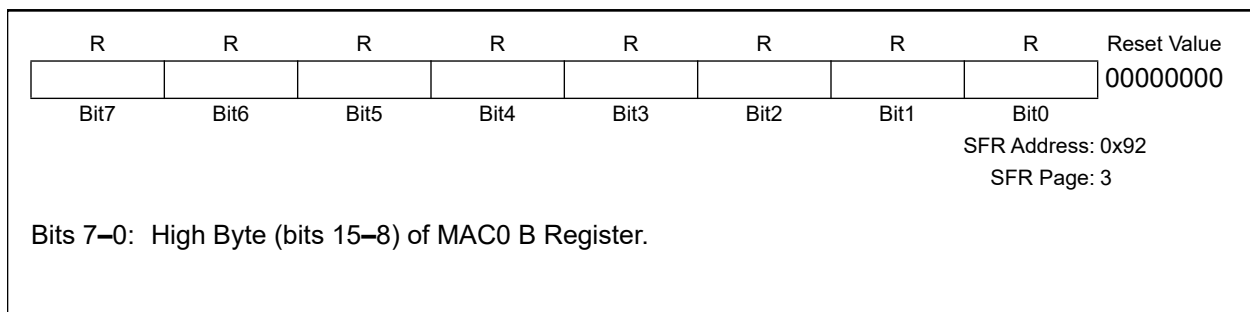 R R R R R R R R Reset Value
00000000
Bit7 Bit6 Bit5 Bit4 Bit3 Bit2 Bit1 Bit0
SFR Address: 0x92
SFR Page: 3
Bits 7–0: High Byte (bits 15–8) of MAC0 B Register.